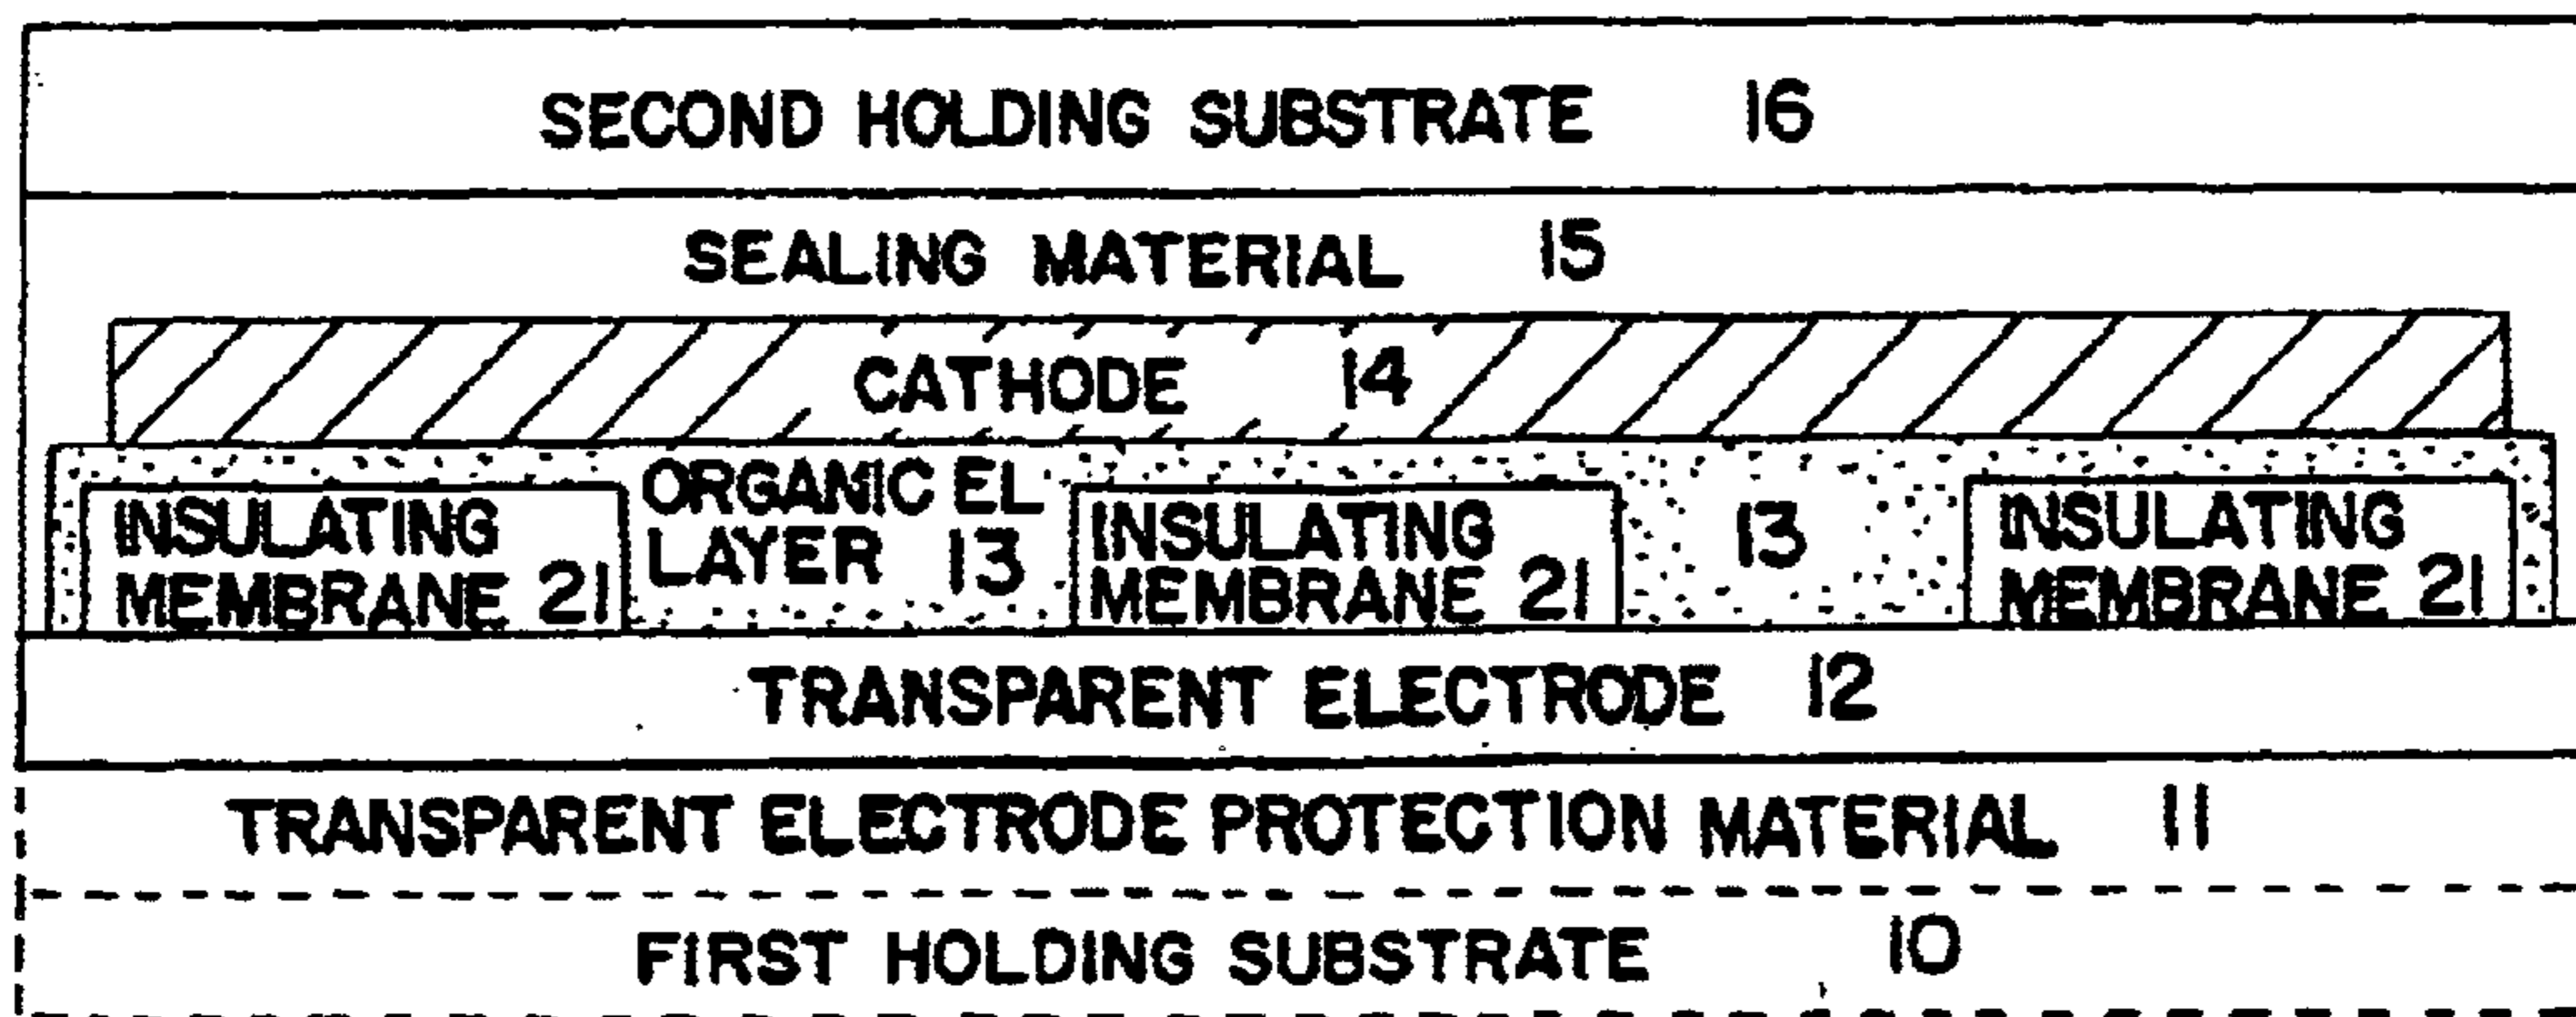 SECOND HOLDING SUBSTRATE 16
SEALING MATERIAL 15
CATHODE 14
INSULATING
MEMBRANE 21
ORGANIC EL
LAYER 13
INSULATING
MEMBRANE 21
13
INSULATING
MEMBRANE 21
TRANSPARENT ELECTRODE 12
TRANSPARENT ELECTRODE PROTECTION MATERIAL 11
FIRST HOLDING SUBSTRATE 10